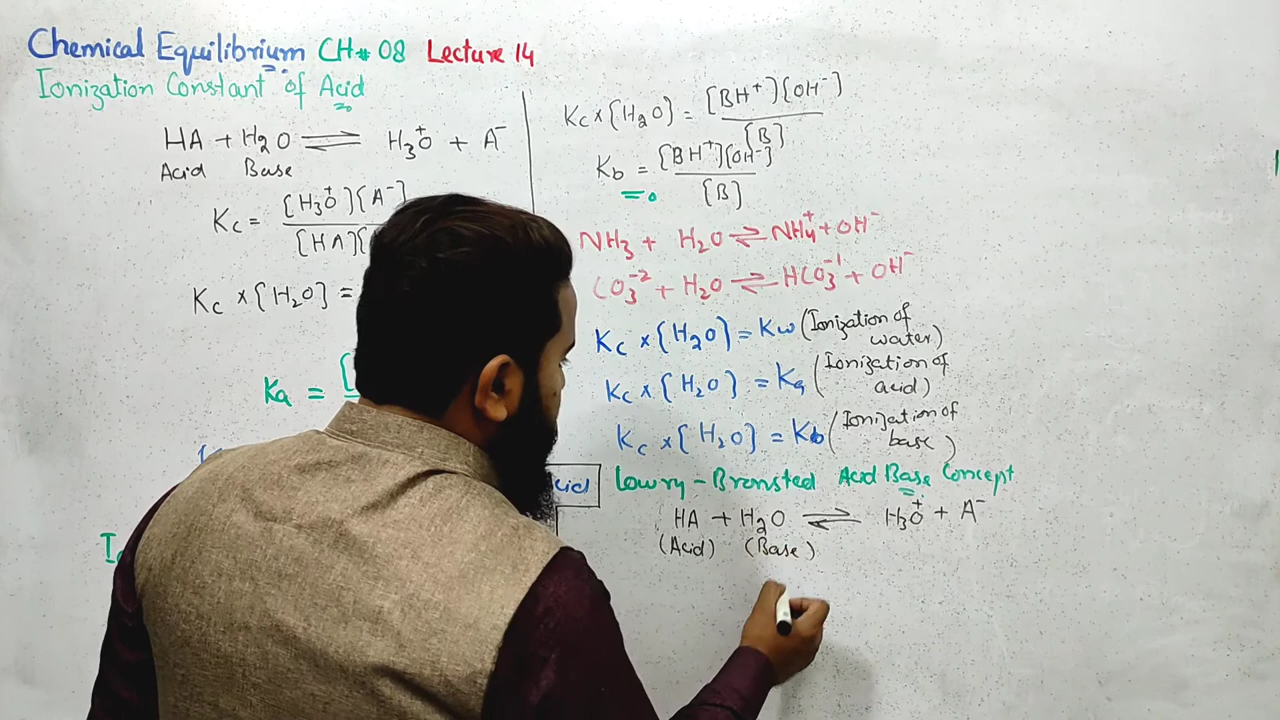 Chemical Equilibrium CH# 08 Lecture 14
Ionization Constant of Acid
HA + H₂O ⇌ H₃O⁺ + A⁻
Acid Base
Kc = [H₃O⁺][A⁻]
[HA][
Kc × [H₂O] =
Ka = [
Kc × [H₂O] = [BH⁺][OH⁻]
[B]
Kb = [BH⁺][OH⁻]
[B]
NH₃ + H₂O ⇌ NH₄⁺ + OH⁻
CO₃⁻² + H₂O ⇌ HCO₃⁻¹ + OH⁻
Kc × [H₂O] = Kw (Ionization of
water)
Kc × [H₂O] = Ka (Ionization of
acid)
Kc × [H₂O] = Kb (Ionization of
base)
cid
Lowry-Bronsted Acid Base Concept
HA + H₂O ⇌ H₃O⁺ + A⁻
(Acid) (Base)